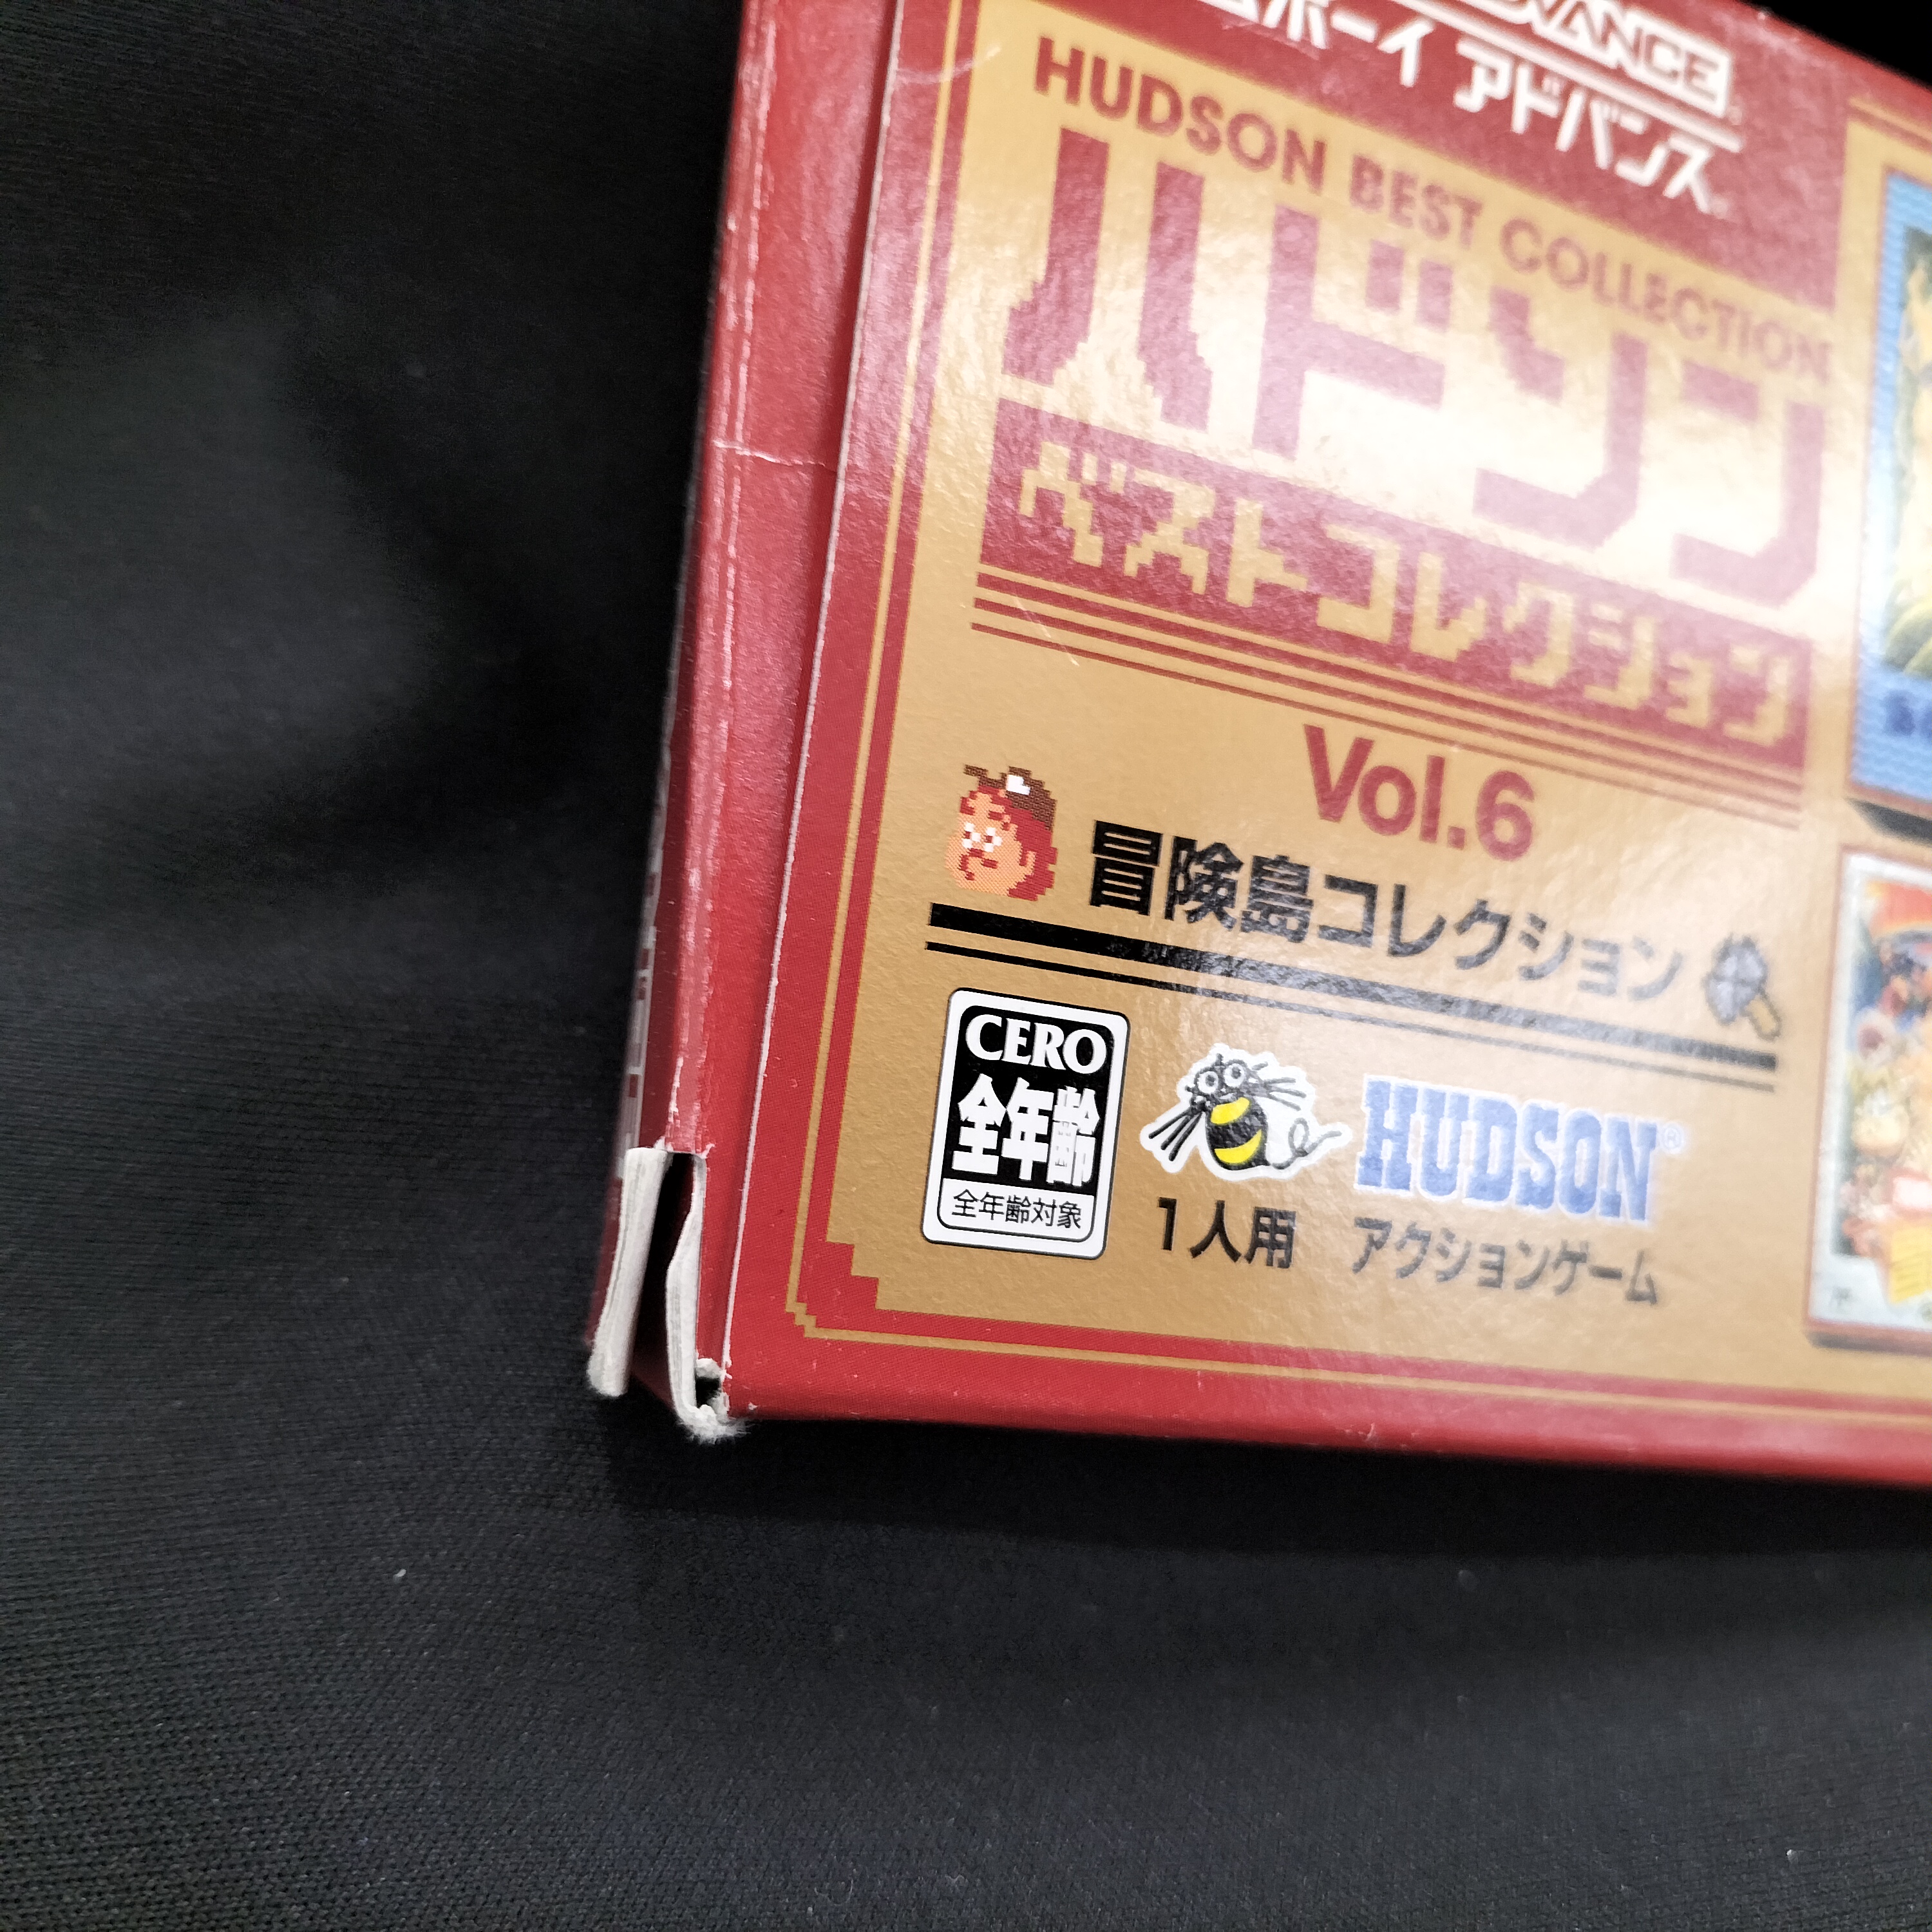 ADVANCE
ボーイ アドバンス
HUDSON BEST COLLECTION
ハドソン
ベストコレクション
Vol.6
冒険島コレクション
CERO
全年齢
全年齢対象
HUDSON®
1人用 アクションゲーム